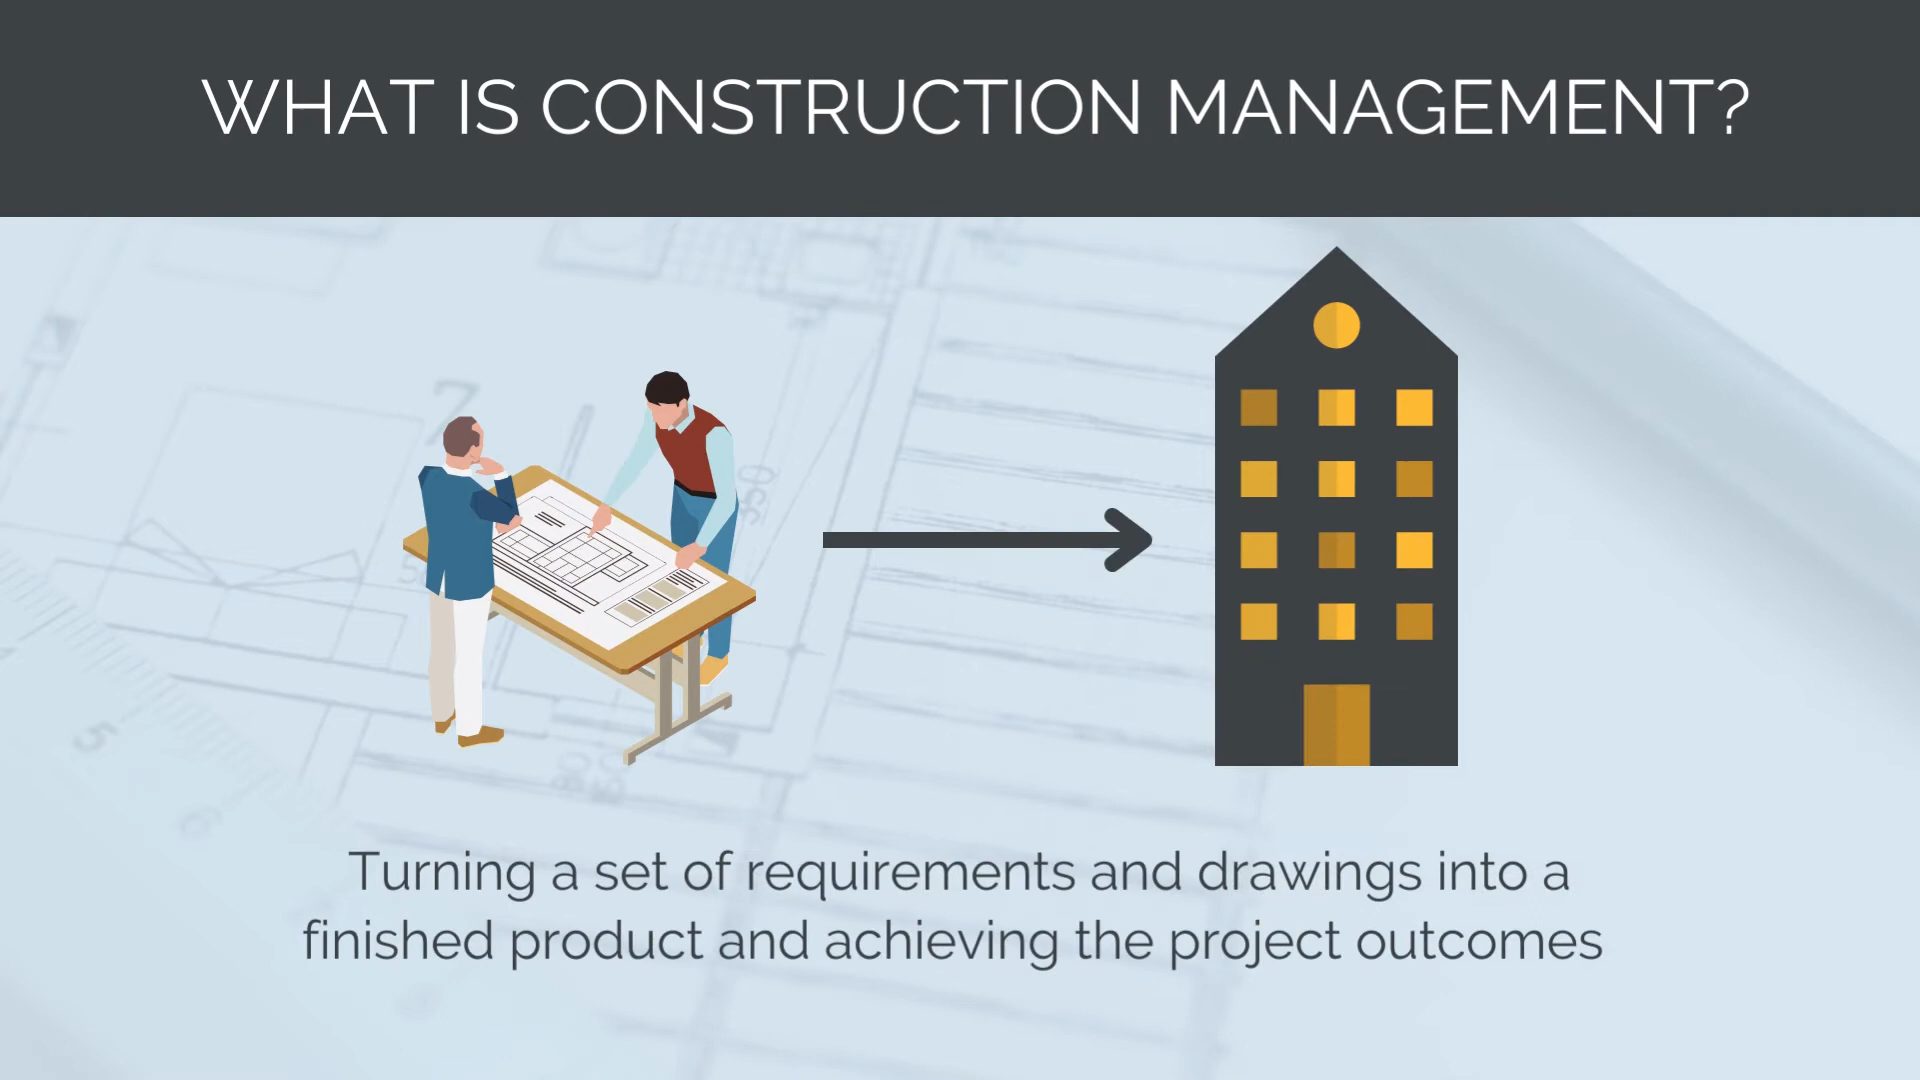 WHAT IS CONSTRUCTION MANAGEMENT?
Turning a set of requirements and drawings into a
finished product and achieving the project outcomes